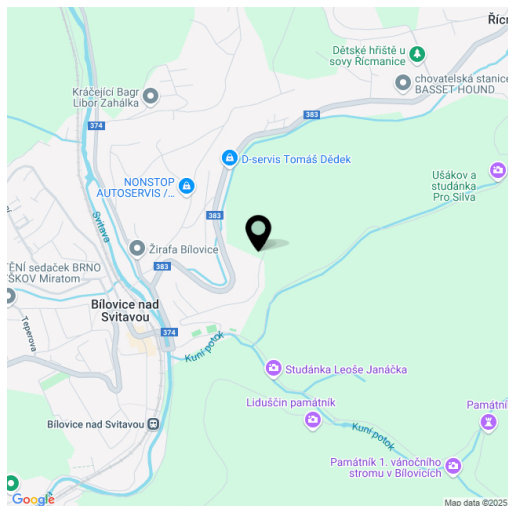 Řícm
Dětské hřiště u
sovy Řícmanice
chovatelská stanice
BASSET HOUND
Kráčející Bagr
Libor Zahálka
383
374
D-servis Tomáš Dědek
Ušákov a
studánka
Pro Silva
NONSTOP
AUTOSERVIS /…
383
Svitava
Žirafa Bílovice
383
TĚNÍ sedaček BRNO
ŠKOV Miratom
Bílovice nad
Svitavou
Teperova
374
Kuní potok
Studánka Leoše Janáčka
Liduščin památník
Památník
Bílovice nad Svitavou
Kuní potok
Památník 1. vánočního
stromu v Bílovicích
Google
Map data ©2025